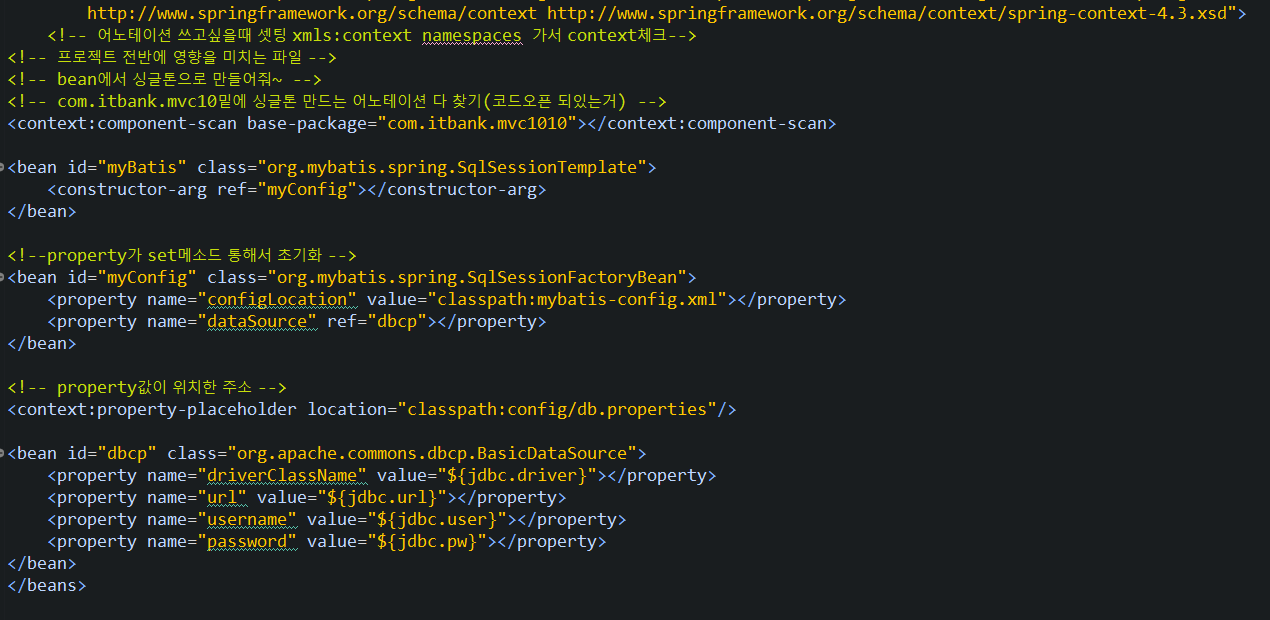 http://www.springframework.org/schema/context http://www.springframework.org/schema/context/spring-context-4.3.xsd">
<!-- 어노테이션 쓰고싶을때 셋팅 xmls:context namespaces 가서 context체크-->
<!-- 프로젝트 전반에 영향을 미치는 파일 -->
<!-- bean에서 싱글톤으로 만들어줘~ -->
<!-- com.itbank.mvc10밑에 싱글톤 만드는 어노테이션 다 찾기(코드오픈 되있는거) -->
<context:component-scan base-package="com.itbank.mvc1010"></context:component-scan>
<bean id="myBatis" class="org.mybatis.spring.SqlSessionTemplate">
<constructor-arg ref="myConfig"></constructor-arg>
</bean>
<!--property가 set메소드 통해서 초기화 -->
<bean id="myConfig" class="org.mybatis.spring.SqlSessionFactoryBean">
<property name="configLocation" value="classpath:mybatis-config.xml"></property>
<property name="dataSource" ref="dbcp"></property>
</bean>
<!-- property값이 위치한 주소 -->
<context:property-placeholder location="classpath:config/db.properties"/>
<bean id="dbcp" class="org.apache.commons.dbcp.BasicDataSource">
<property name="driverClassName" value="${jdbc.driver}"></property>
<property name="url" value="${jdbc.url}"></property>
<property name="username" value="${jdbc.user}"></property>
<property name="password" value="${jdbc.pw}"></property>
</bean>
</beans>